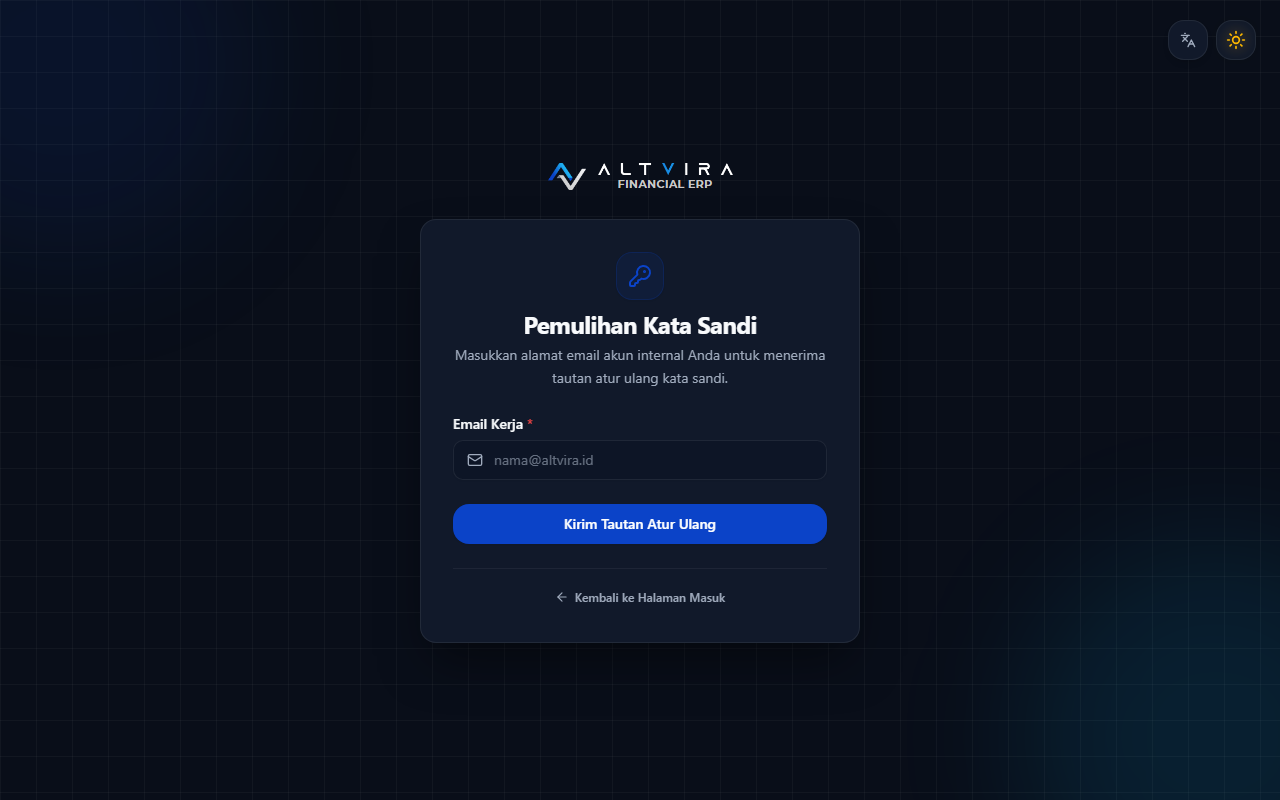 ALTVIRA
FINANCIAL ERP
Pemulihan Kata Sandi
Masukkan alamat email akun internal Anda untuk menerima
tautan atur ulang kata sandi.
Email Kerja *
nama@altvira.id
Kirim Tautan Atur Ulang
Kembali ke Halaman Masuk